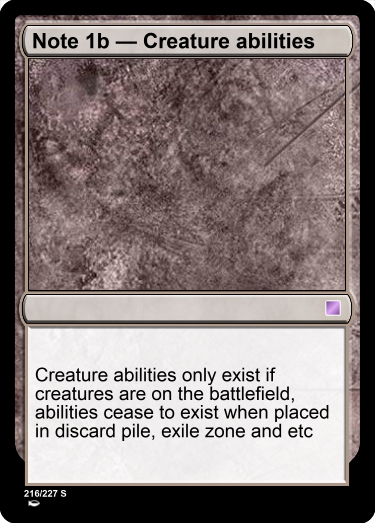 Note 1b — Creature abilities
Creature abilities only exist if
creatures are on the battlefield,
abilities cease to exist when placed
in discard pile, exile zone and etc
216/227 S